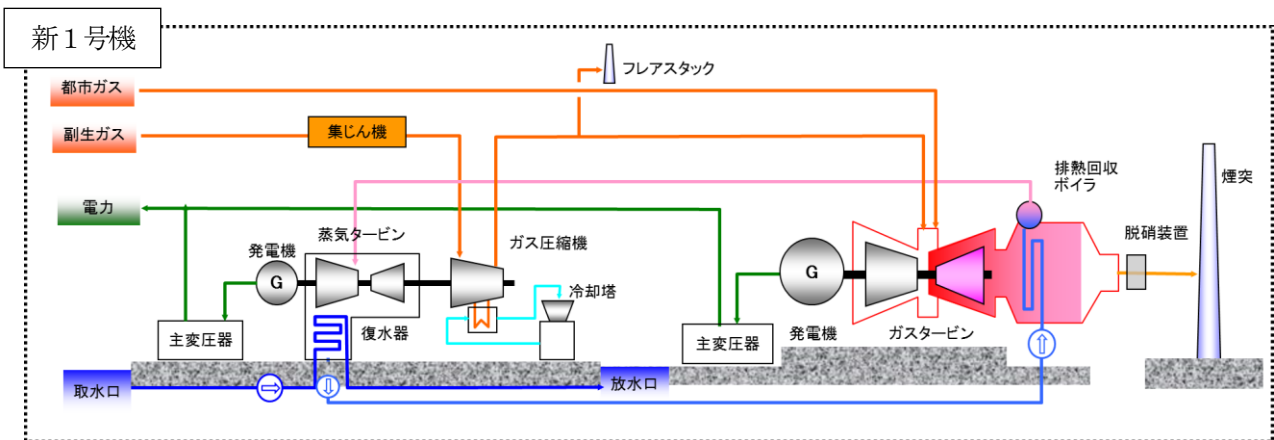 新１号機
フレアスタック
都市ガス
副生ガス
集じん機
排熱回収
ボイラ
煙突
電力
脱硝装置
蒸気タービン
ガス圧縮機
発電機
G
G
冷却塔
主変圧器
復水器
主変圧器
発電機
ガスタービン
取水口
放水口